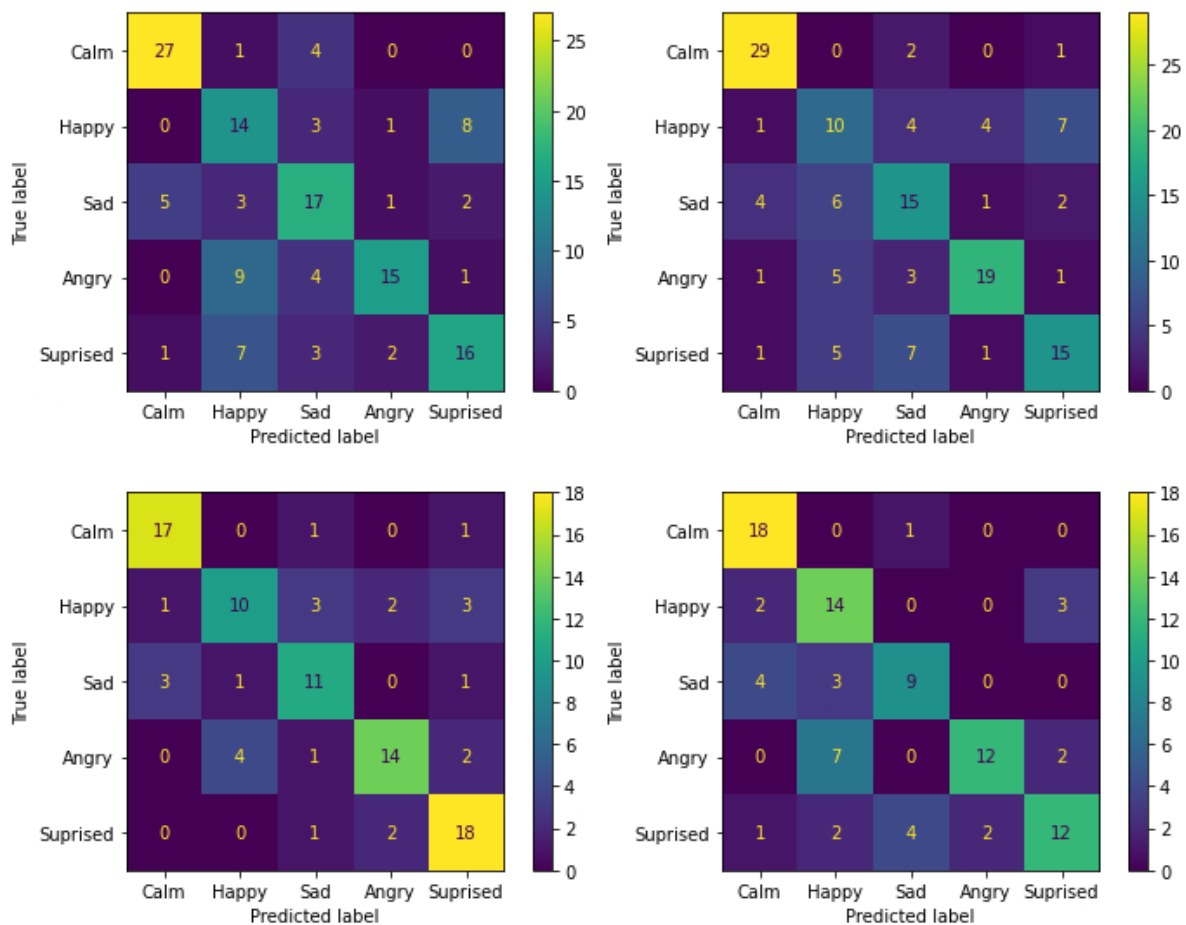 Calm 27 1 4 0 0
Happy 0 14 3 1 8
Sad 5 3 17 1 2
Angry 0 9 4 15 1
Suprised 1 7 3 2 16
Calm Happy Sad Angry Suprised
Predicted label
True label
25
20
15
10
5
0
Calm 29 0 2 0 1
Happy 1 10 4 4 7
Sad 4 6 15 1 2
Angry 1 5 3 19 1
Suprised 1 5 7 1 15
Calm Happy Sad Angry Suprised
Predicted label
True label
25
20
15
10
5
0
Calm 17 0 1 0 1
Happy 1 10 3 2 3
Sad 3 1 11 0 1
Angry 0 4 1 14 2
Suprised 0 0 1 2 18
Calm Happy Sad Angry Suprised
Predicted label
True label
18
16
14
12
10
8
6
4
2
0
Calm 18 0 1 0 0
Happy 2 14 0 0 3
Sad 4 3 9 0 0
Angry 0 7 0 12 2
Suprised 1 2 4 2 12
Calm Happy Sad Angry Suprised
Predicted label
True label
18
16
14
12
10
8
6
4
2
0